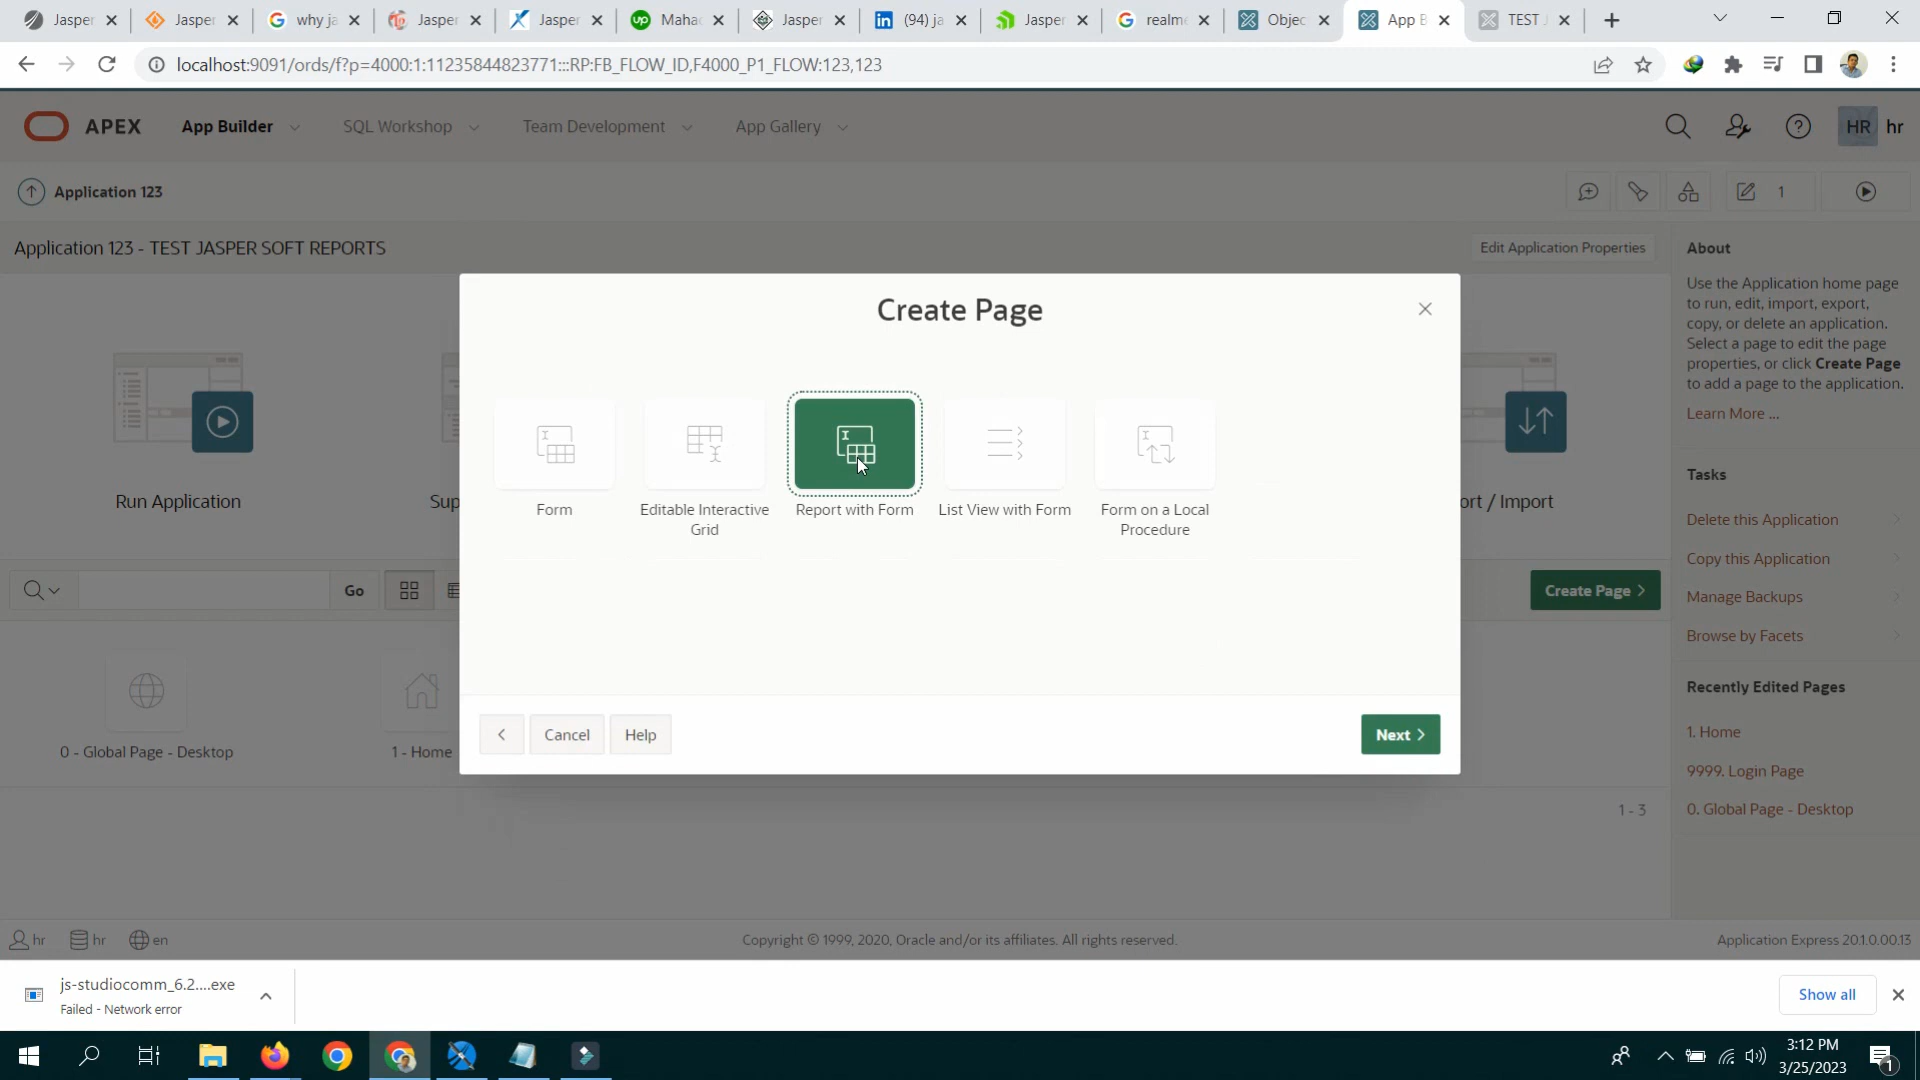 Jasper
Jasper
why ja
Jasper
Jasper
Mahac
Jasper
(94) ja
Jasper
realme
Objec
App B
TEST J
localhost:9091/ords/f?p=4000:1:11235844823771:::RP:FB_FLOW_ID,F4000_P1_FLOW:123,123
APEX
App Builder
SQL Workshop
Team Development
App Gallery
HR
hr
Application 123
1
Application 123 - TEST JASPER SOFT REPORTS
Edit Application Properties
About
Use the Application home page
to run, edit, import, export,
copy, or delete an application.
Select a page to edit the page
properties, or click Create Page
to add a page to the application.
Learn More ...
Create Page
Form
Editable Interactive
Grid
Report with Form
List View with Form
Form on a Local
Procedure
Cancel
Help
Next
Run Application
Sup
ort / Import
Tasks
Delete this Application
Copy this Application
Manage Backups
Browse by Facets
Go
Create Page
0 - Global Page - Desktop
1 - Home
Recently Edited Pages
1. Home
9999. Login Page
0. Global Page - Desktop
1 - 3
hr
hr
en
Copyright © 1999, 2020, Oracle and/or its affiliates. All rights reserved.
Application Express 20.1.0.00.13
js-studiocomm_6.2....exe
Failed - Network error
Show all
3:12 PM
3/25/2023
1